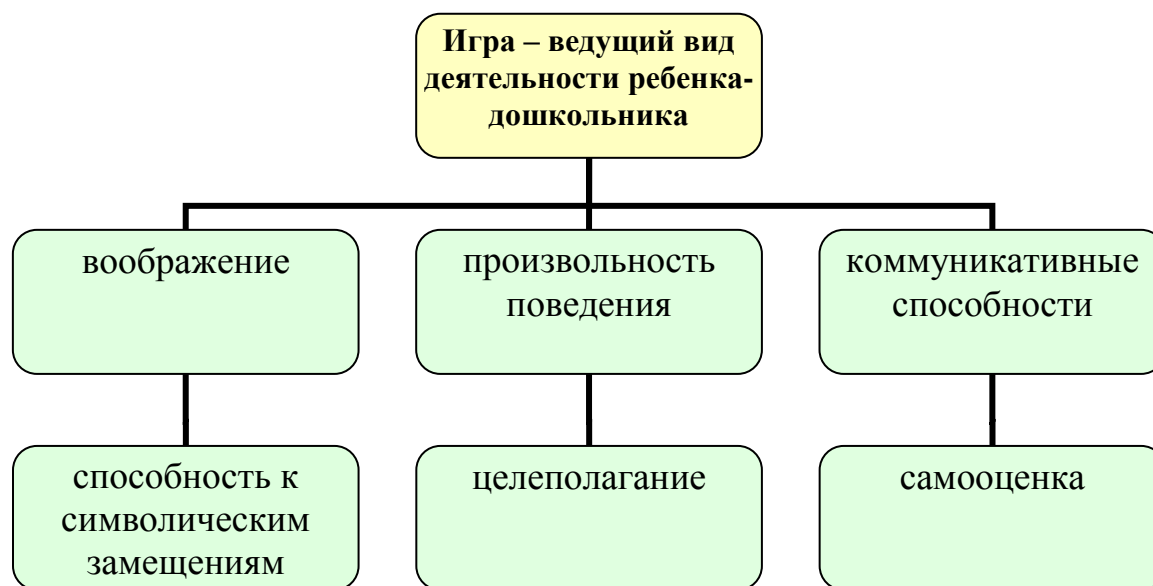 Игра – ведущий вид
деятельности ребенка-
дошкольника
воображение
произвольность
поведения
коммуникативные
способности
способность к
символическим
замещениям
целеполагание
самооценка